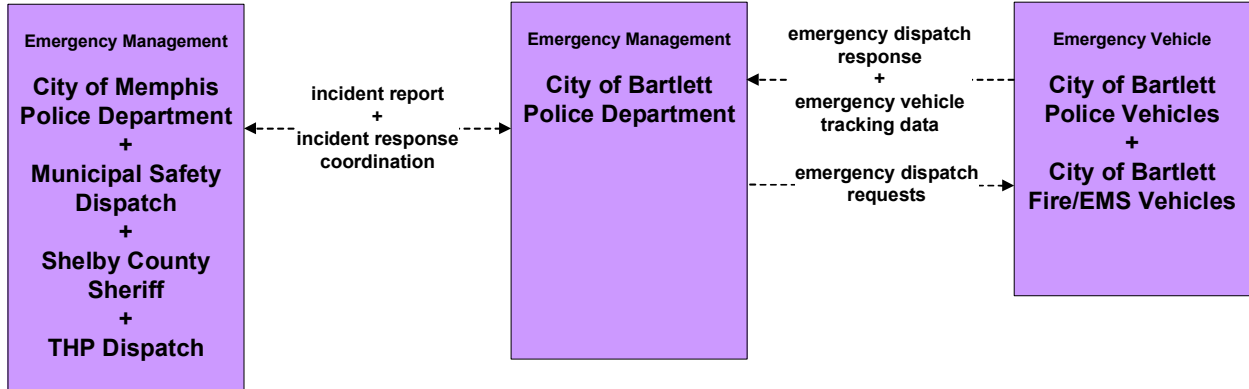 Emergency Management
City of Memphis
Police Department
+
Municipal Safety
Dispatch
+
Shelby County
Sheriff
+
THP Dispatch
incident report
+
incident response
coordination
Emergency Management
City of Bartlett
Police Department
emergency dispatch
response
+
emergency vehicle
tracking data
emergency dispatch
requests
Emergency Vehicle
City of Bartlett
Police Vehicles
+
City of Bartlett
Fire/EMS Vehicles